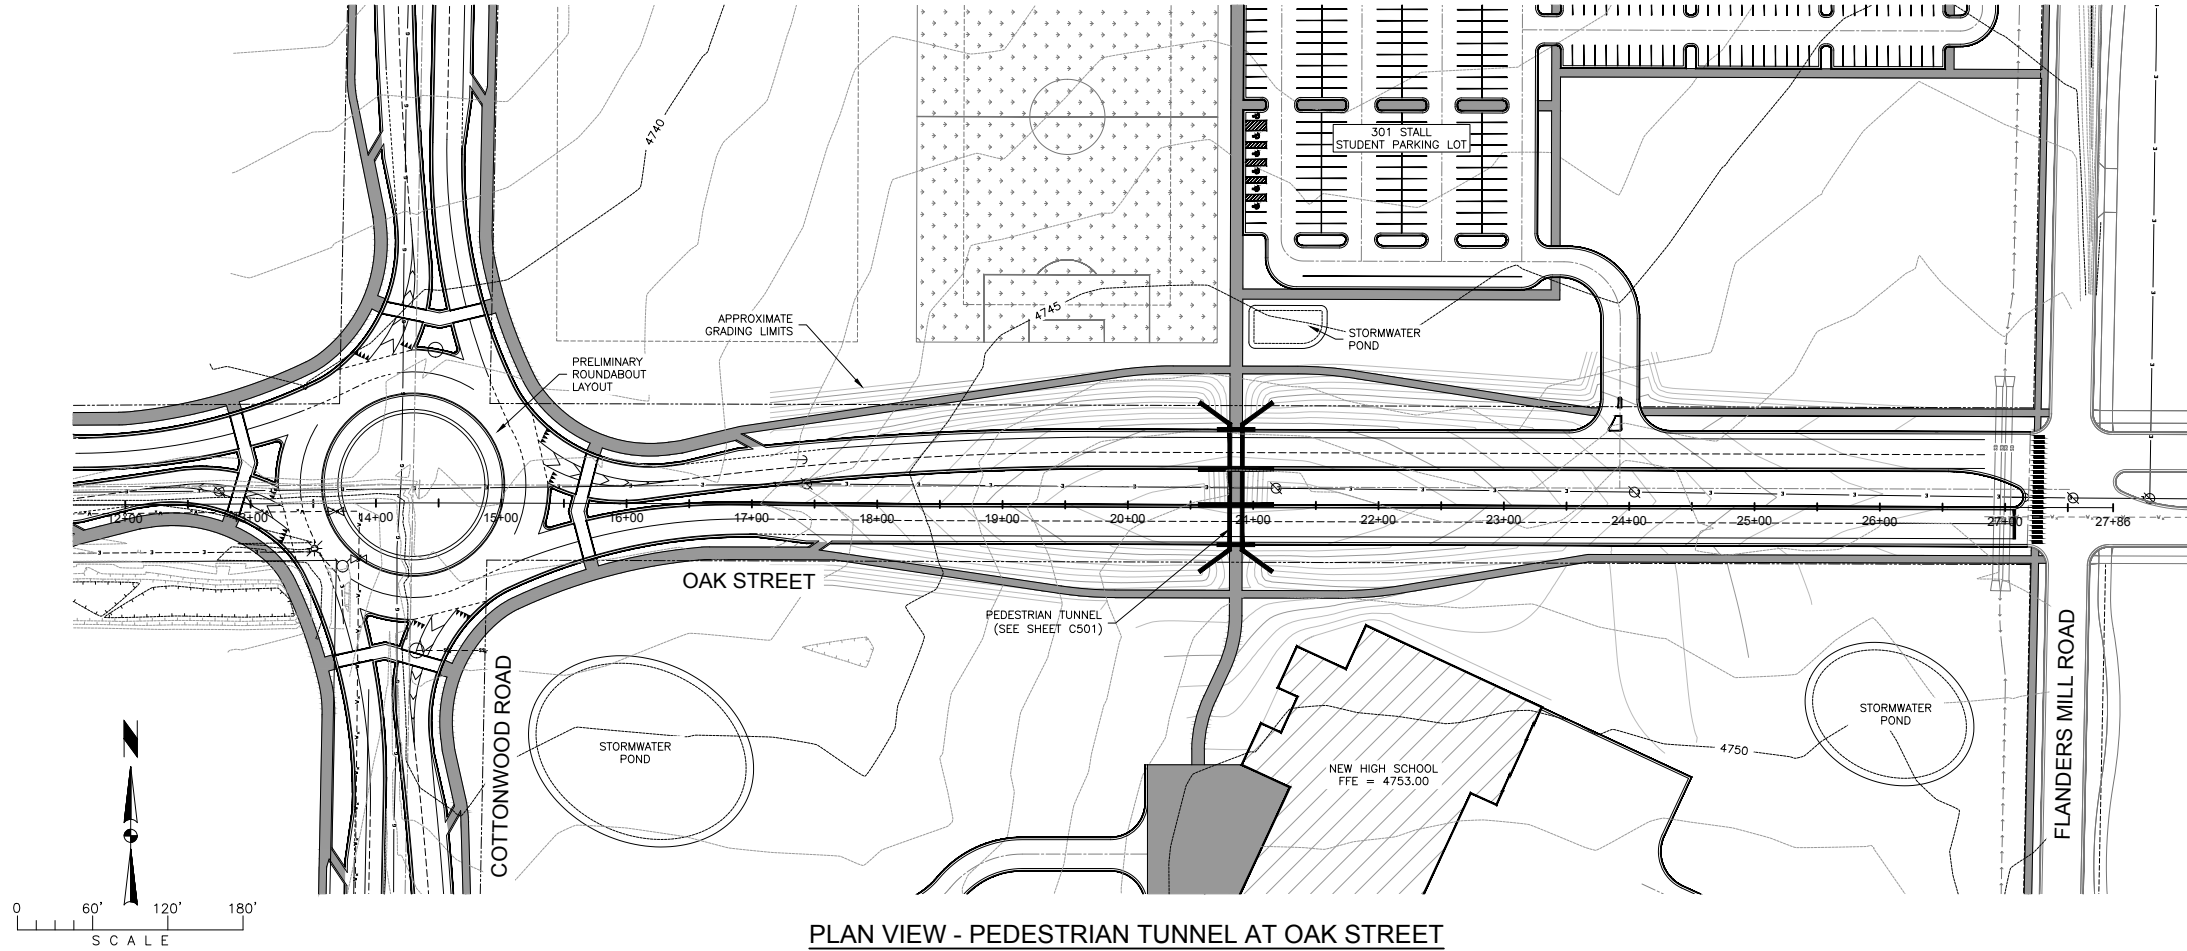 4740
301 STALL
STUDENT PARKING LOT
4745
APPROXIMATE
GRADING LIMITS
STORMWATER
POND
PRELIMINARY
ROUNDABOUT
LAYOUT
12+00
14+00
15+00
16+00
17+00
18+00
19+00
20+00
21+00
22+00
23+00
24+00
25+00
26+00
27+00
27+86
OAK STREET
PEDESTRIAN TUNNEL
(SEE SHEET C501)
COTTONWOOD ROAD
FLANDERS MILL ROAD
STORMWATER
POND
STORMWATER
POND
4750
NEW HIGH SCHOOL
FFE = 4753.00
N
0 60' 120' 180'
SCALE
PLAN VIEW - PEDESTRIAN TUNNEL AT OAK STREET